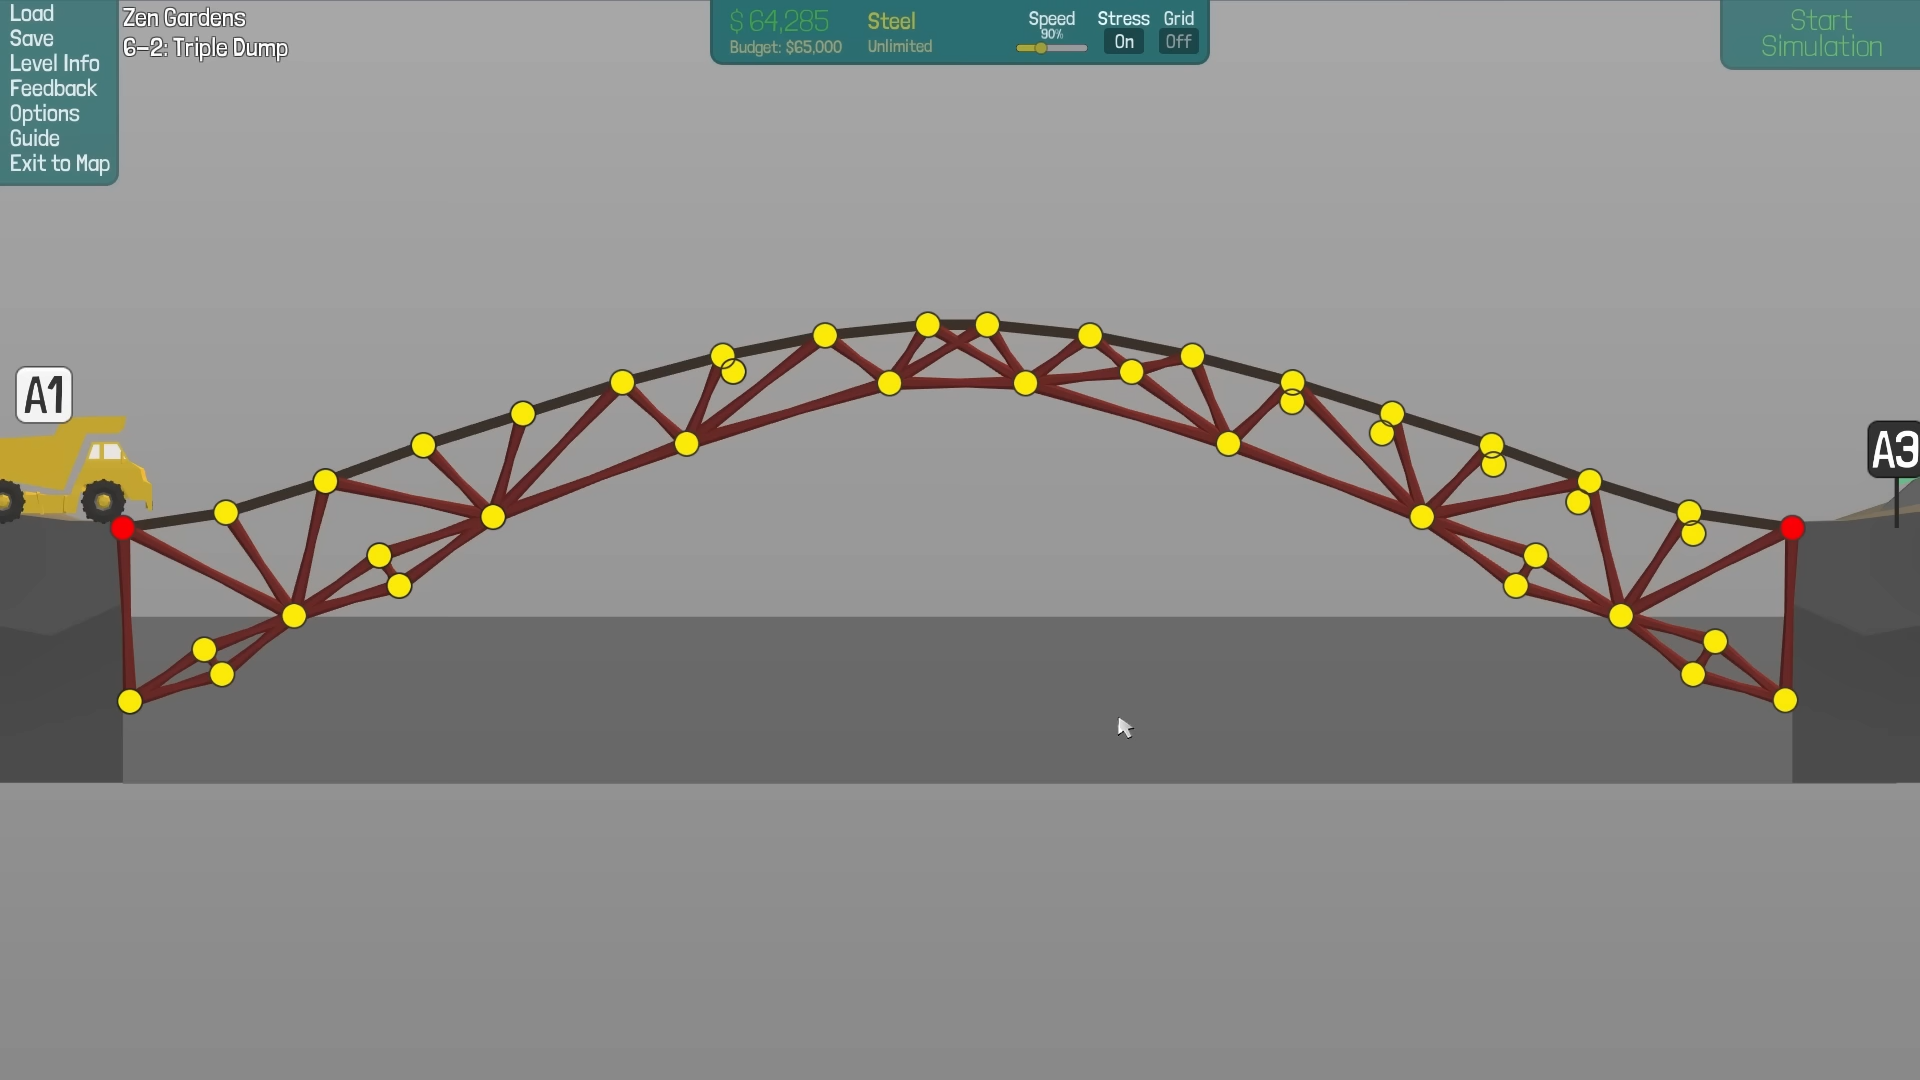 Load
Save
Level Info
Feedback
Options
Guide
Exit to Map
Zen Gardens
6-2: Triple Dump
$ 64,285
Budget: $65,000
Steel
Unlimited
Speed
90%
Stress
On
Grid
Off
Start
Simulation
A1
A3